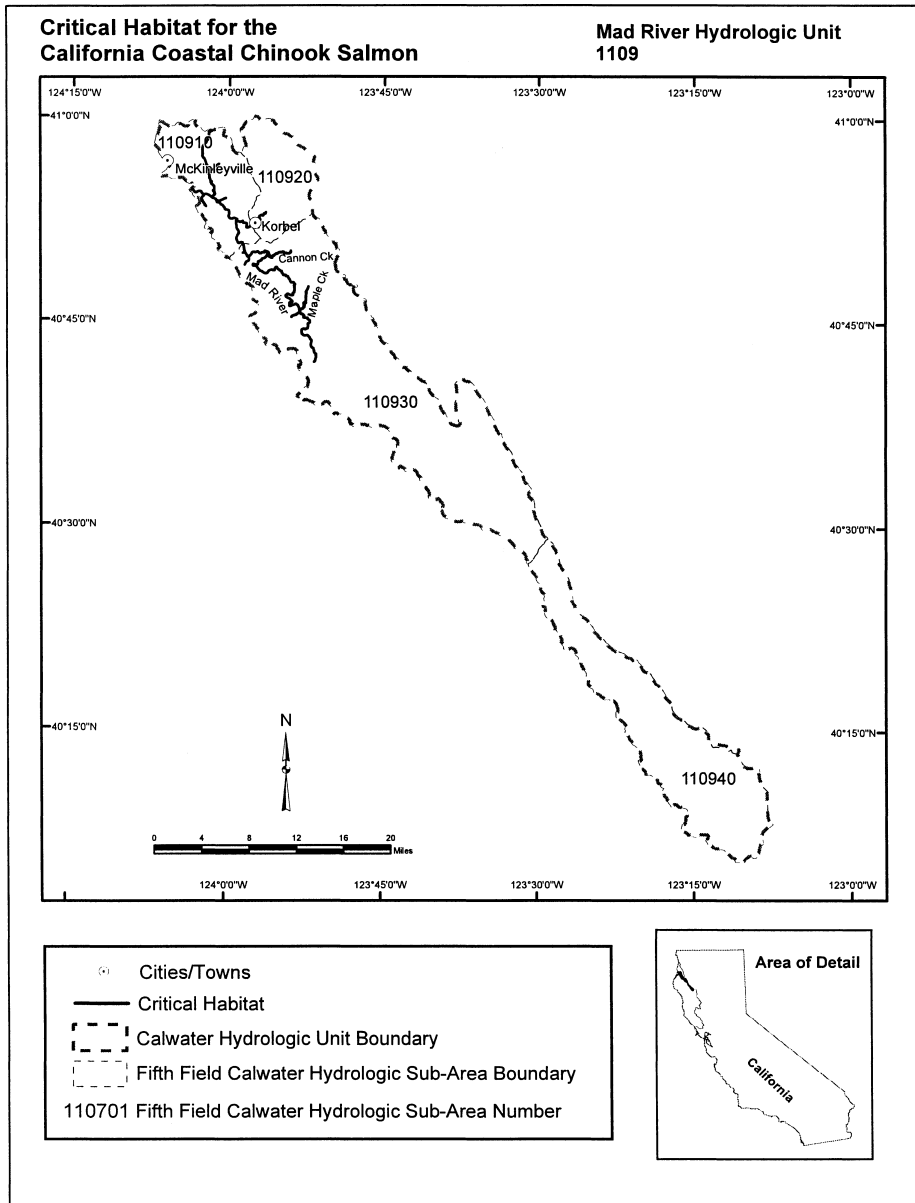 Critical Habitat for the
California Coastal Chinook Salmon
Mad River Hydrologic Unit
1109
124°15'0"W 124°0'0"W 123°45'0"W 123°30'0"W 123°15'0"W 123°0'0"W
41°0'0"N 41°0'0"N
110910
McKinleyville
110920
Korbel
Cannon Ck
Mad River
Maple Ck
40°45'0"N 40°45'0"N
110930
40°30'0"N 40°30'0"N
40°15'0"N 40°15'0"N
N
110940
0 4 8 12 16 20
Miles
124°0'0"W 123°45'0"W 123°30'0"W 123°15'0"W 123°0'0"W
Cities/Towns
Critical Habitat
Calwater Hydrologic Unit Boundary
Fifth Field Calwater Hydrologic Sub-Area Boundary
110701 Fifth Field Calwater Hydrologic Sub-Area Number
Area of Detail
California